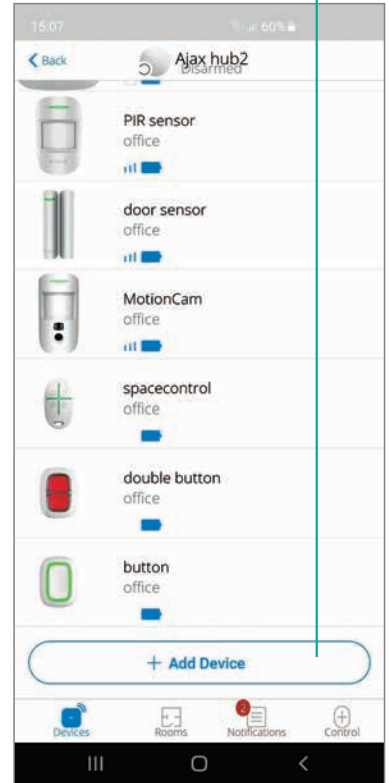 15:07 60%
Back
Ajax hub2
Disarmed
PIR sensor
office
door sensor
office
MotionCam
office
spacecontrol
office
double button
office
button
office
+ Add Device
2
Devices Rooms Notifications Control